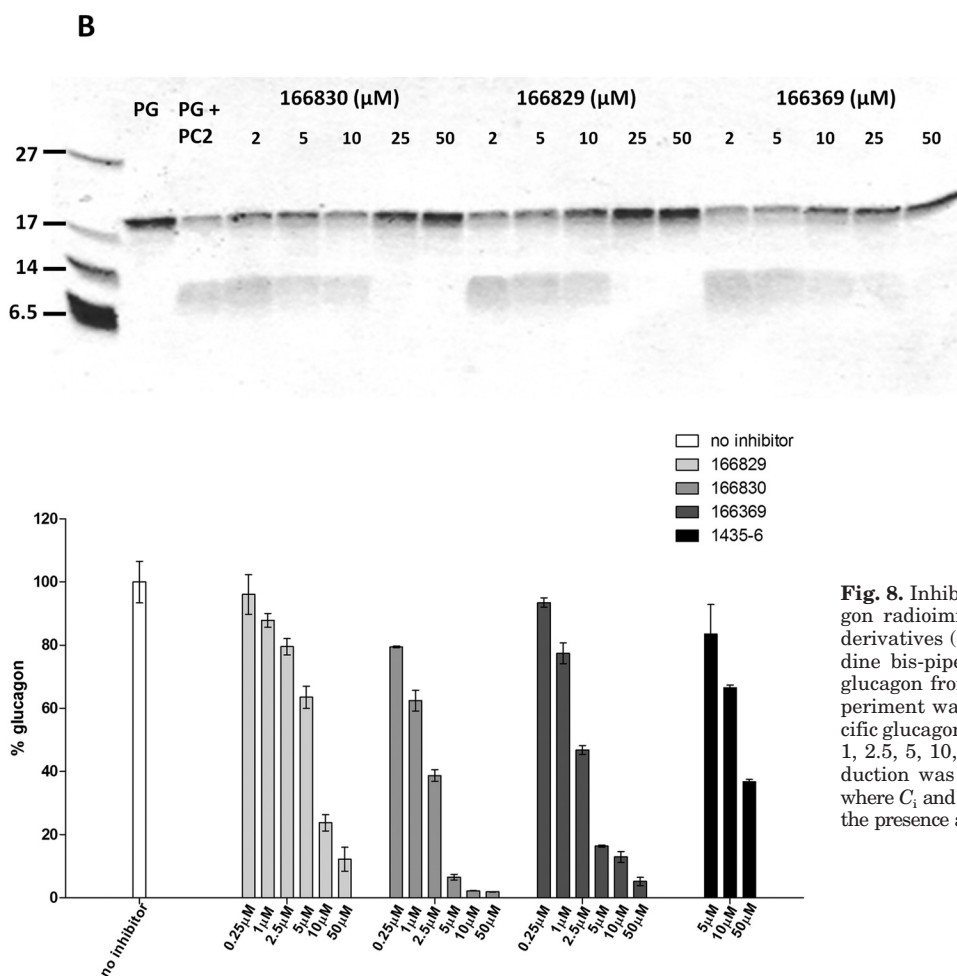 B
166830 (µM) 166829 (µM) 166369 (µM)
PG PG +
PC2 2 5 10 25 50 2 5 10 25 50 2 5 10 25 50
27
17
14
6.5
no inhibitor
166829
166830
166369
1435-6
120
100
80
60
40
20
0
% glucagon
no inhibitor
0.25µM 1µM 2.5µM 5µM 10µM 50µM
0.25µM 1µM 2.5µM 5µM 10µM 50µM
0.25µM 1µM 2.5µM 5µM 10µM 50µM
5µM 10µM 50µM
Fig. 8. Inhib
gon radioim
derivatives (
dine bis-pipe
glucagon from
periment wa
cific glucagon
1, 2.5, 5, 10,
duction was
where Ci and
the presence a